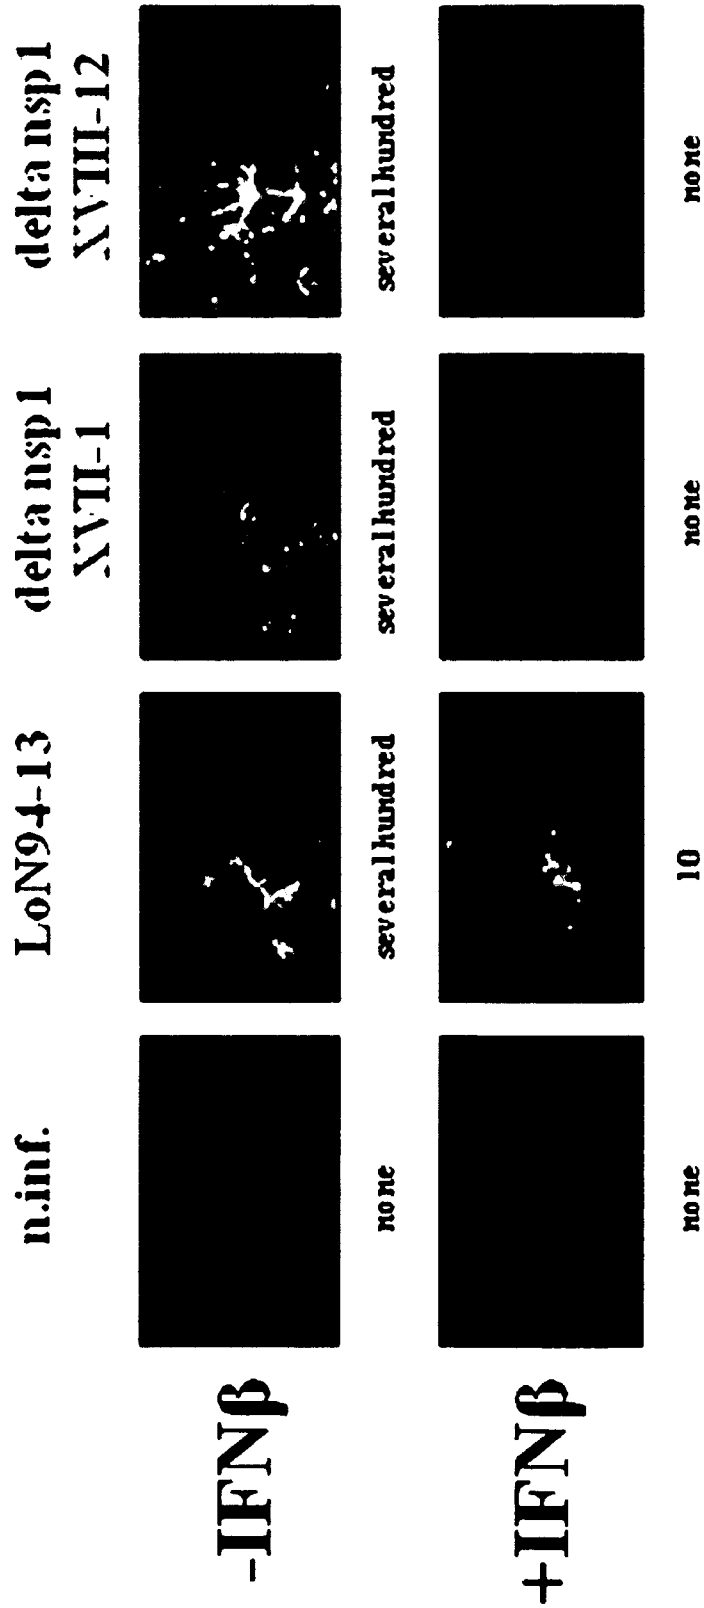 n.inf. LoN94-13 delta nsp1 delta nsp1
XVII-1 XVIII-12
-IFNβ
none several hundred several hundred several hundred
+IFNβ
none 10 none none